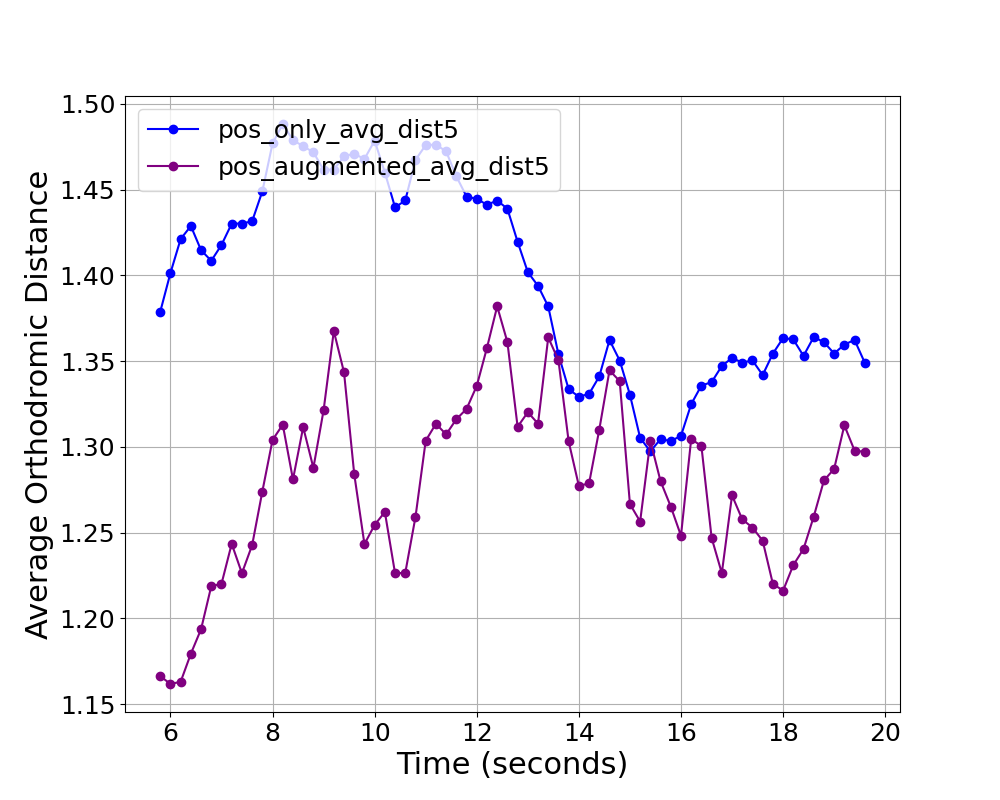 pos_only_avg_dist5
pos_augmented_avg_dist5
Average Orthodromic Distance
1.50
1.45
1.40
1.35
1.30
1.25
1.20
1.15
6 8 10 12 14 16 18 20
Time (seconds)